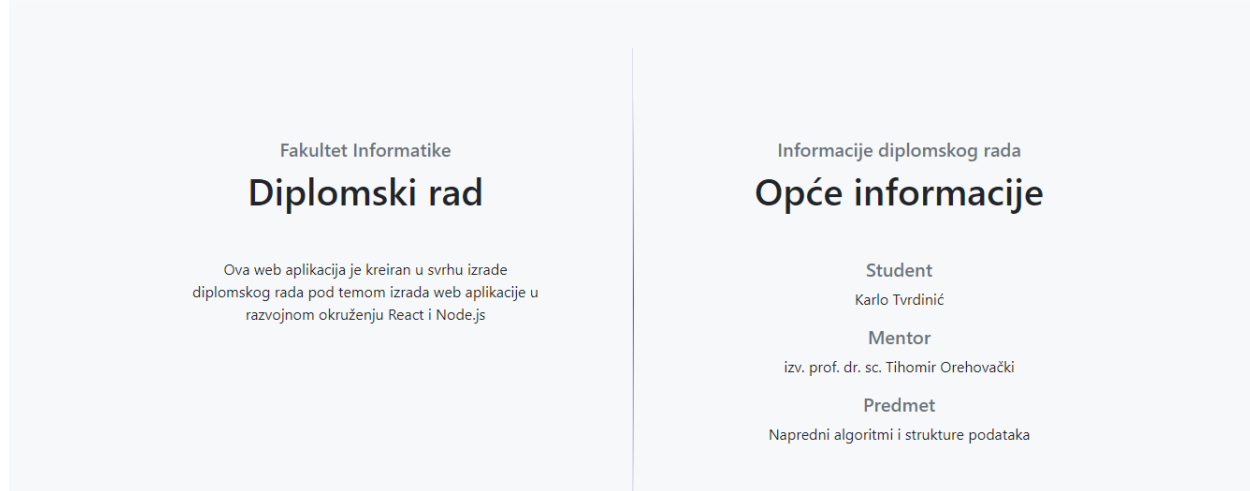 Fakultet Informatike
Diplomski rad
Ova web aplikacija je kreiran u svrhu izrade
diplomskog rada pod temom izrada web aplikacije u
razvojnom okruženju React i Node.js
Informacije diplomskog rada
Opće informacije
Student
Karlo Tvrdinić
Mentor
izv. prof. dr. sc. Tihomir Orehovački
Predmet
Napredni algoritmi i strukture podataka